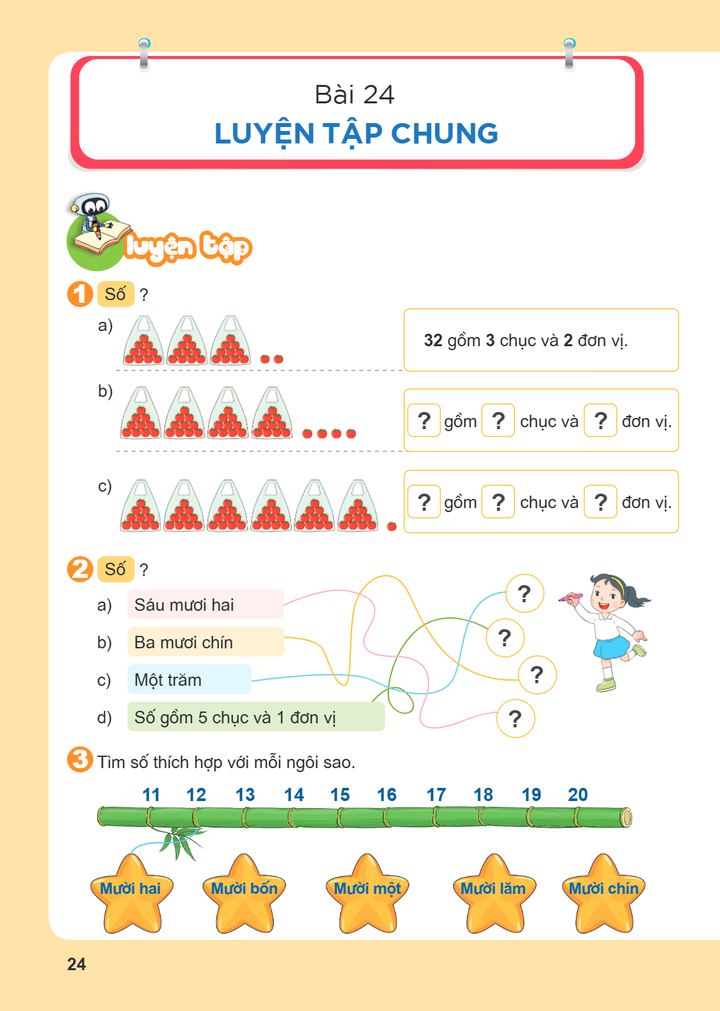 Bài 24
LUYỆN TẬP CHUNG
luyện tập
1 Số ?
a)
32 gồm 3 chục và 2 đơn vị.
b)
? gồm ? chục và ? đơn vị.
c)
? gồm ? chục và ? đơn vị.
2 Số ?
a) Sáu mươi hai ?
b) Ba mươi chín ?
c) Một trăm ?
d) Số gồm 5 chục và 1 đơn vị ?
3 Tìm số thích hợp với mỗi ngôi sao.
11 12 13 14 15 16 17 18 19 20
Mười hai Mười bốn Mười một Mười lăm Mười chín
24